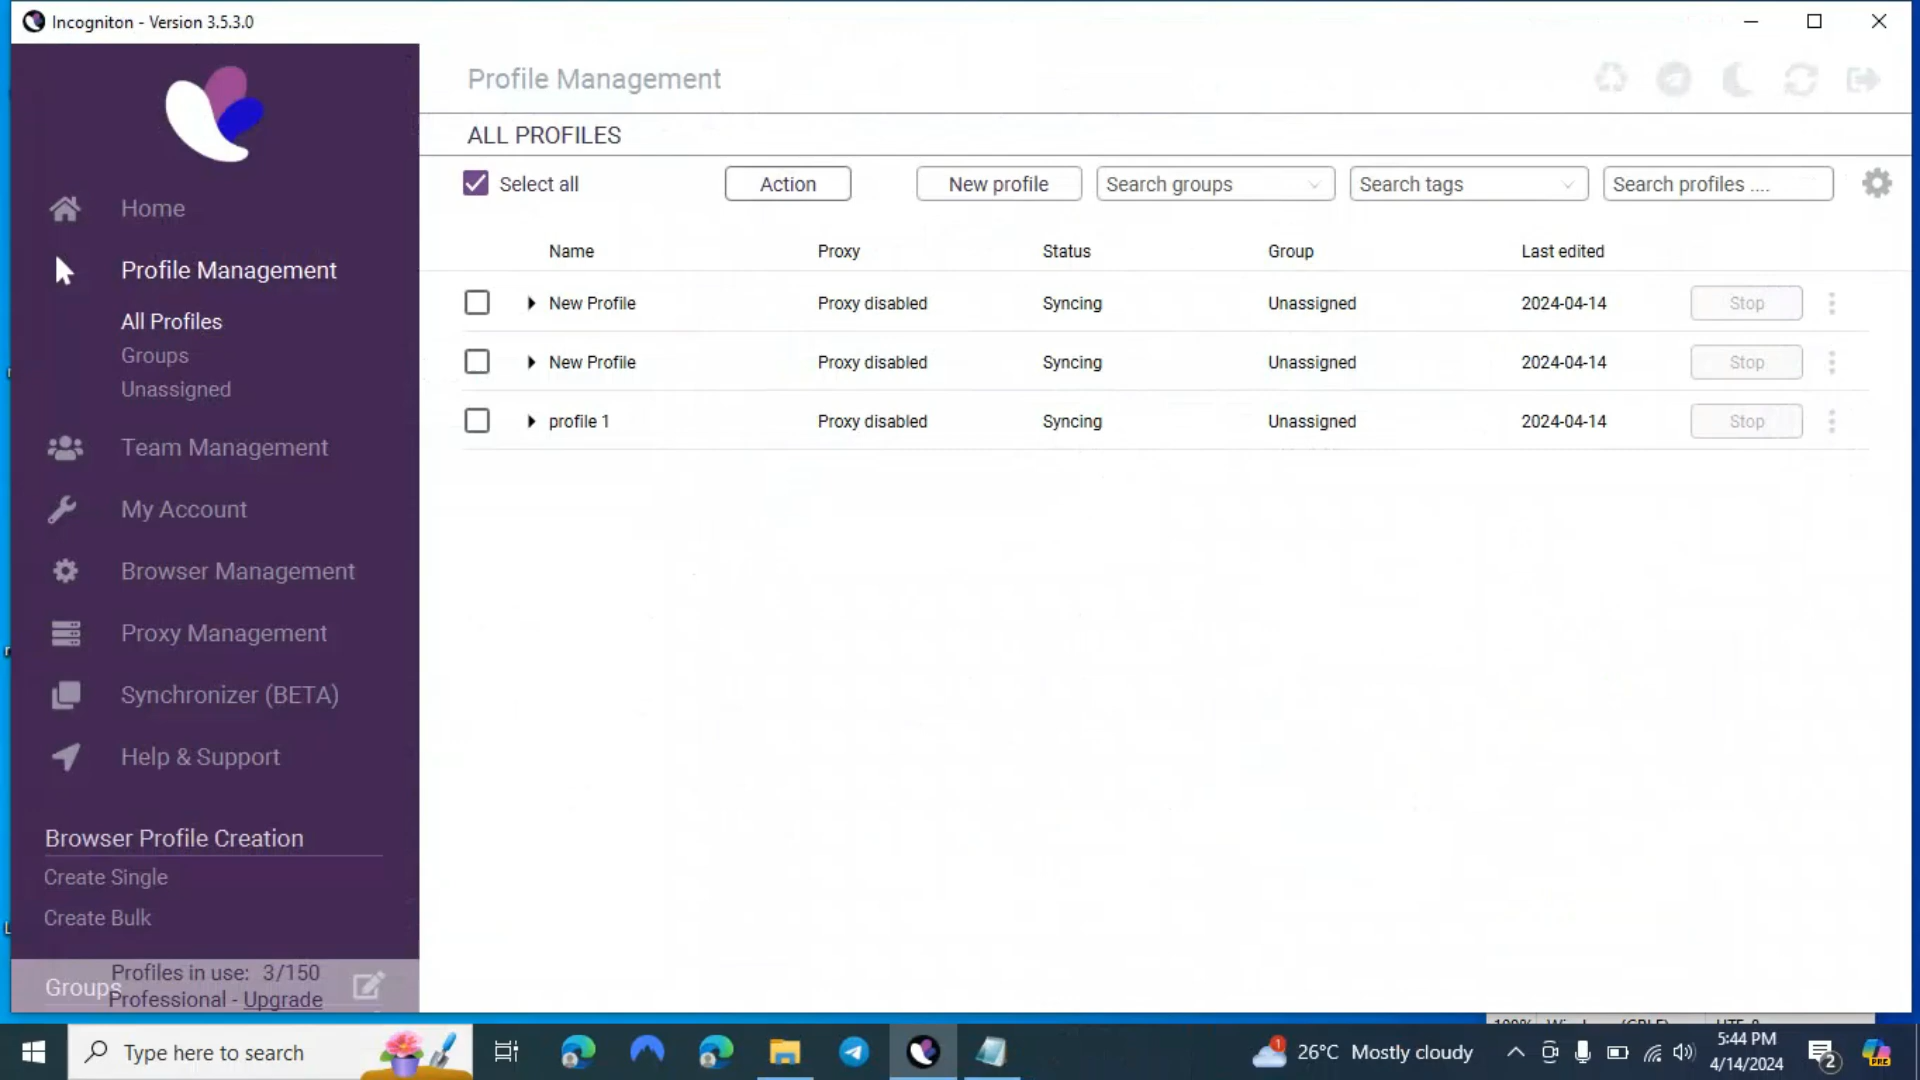 Incogniton - Version 3.5.3.0
Profile Management
ALL PROFILES
Select all
Action
New profile
Search groups
Search tags
Search profiles ....
Home
Profile Management
All Profiles
Groups
Unassigned
Team Management
My Account
Browser Management
Proxy Management
Synchronizer (BETA)
Help & Support
Browser Profile Creation
Create Single
Create Bulk
Groups
Profiles in use: 3/150
Professional - Upgrade
Name Proxy Status Group Last edited
New Profile Proxy disabled Syncing Unassigned 2024-04-14 Stop
New Profile Proxy disabled Syncing Unassigned 2024-04-14 Stop
profile 1 Proxy disabled Syncing Unassigned 2024-04-14 Stop
Type here to search
1
26°C Mostly cloudy
5:44 PM
4/14/2024
2
PRE